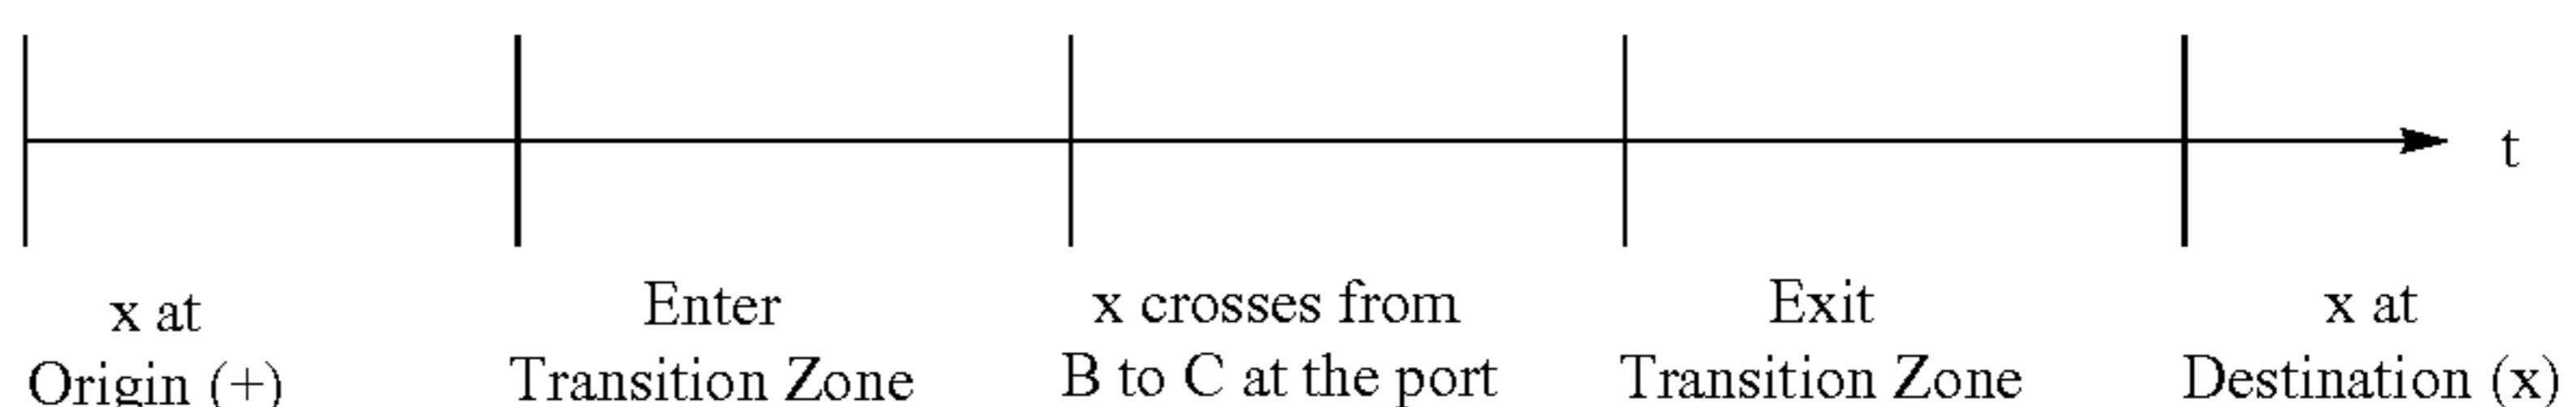 t
x at
Origin (+)
Enter
Transition Zone
x crosses from
B to C at the port
Exit
Transition Zone
x at
Destination (x)